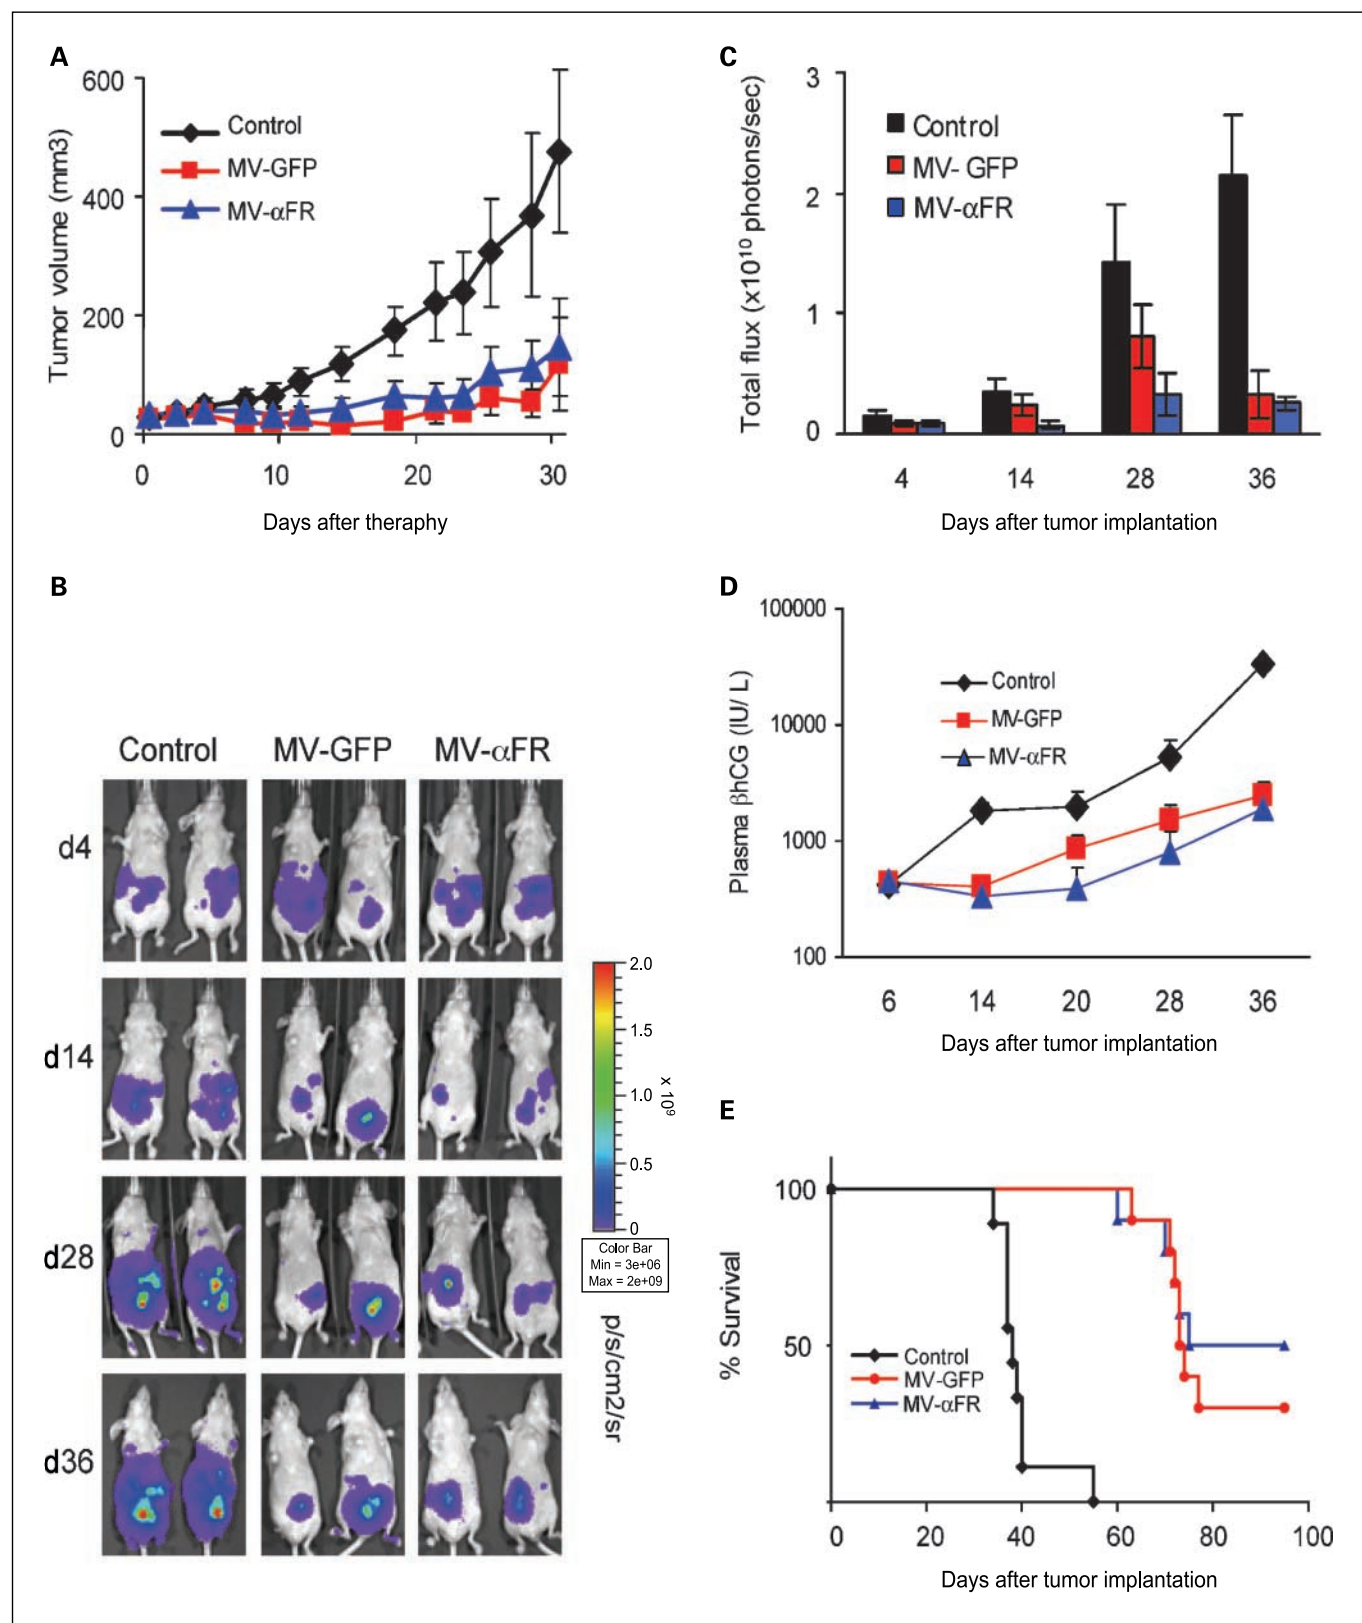 A
600
400
200
0
Tumor volume (mm3)
Control
MV-GFP
MV-αFR
0 10 20 30
Days after theraphy
C
3
2
1
0
Total flux (x10¹⁰ photons/sec)
Control
MV- GFP
MV-αFR
4 14 28 36
Days after tumor implantation
B
Control MV-GFP MV-αFR
d4
d14
d28
d36
2.0
1.5
1.0
0.5
0
x 10⁹
Color Bar
Min = 3e+06
Max = 2e+09
p/s/cm2/sr
D
100000
10000
1000
100
Plasma βhCG (IU/ L)
Control
MV-GFP
MV-αFR
6 14 20 28 36
Days after tumor implantation
E
100
50
% Survival
Control
MV-GFP
MV-αFR
0 20 40 60 80 100
Days after tumor implantation